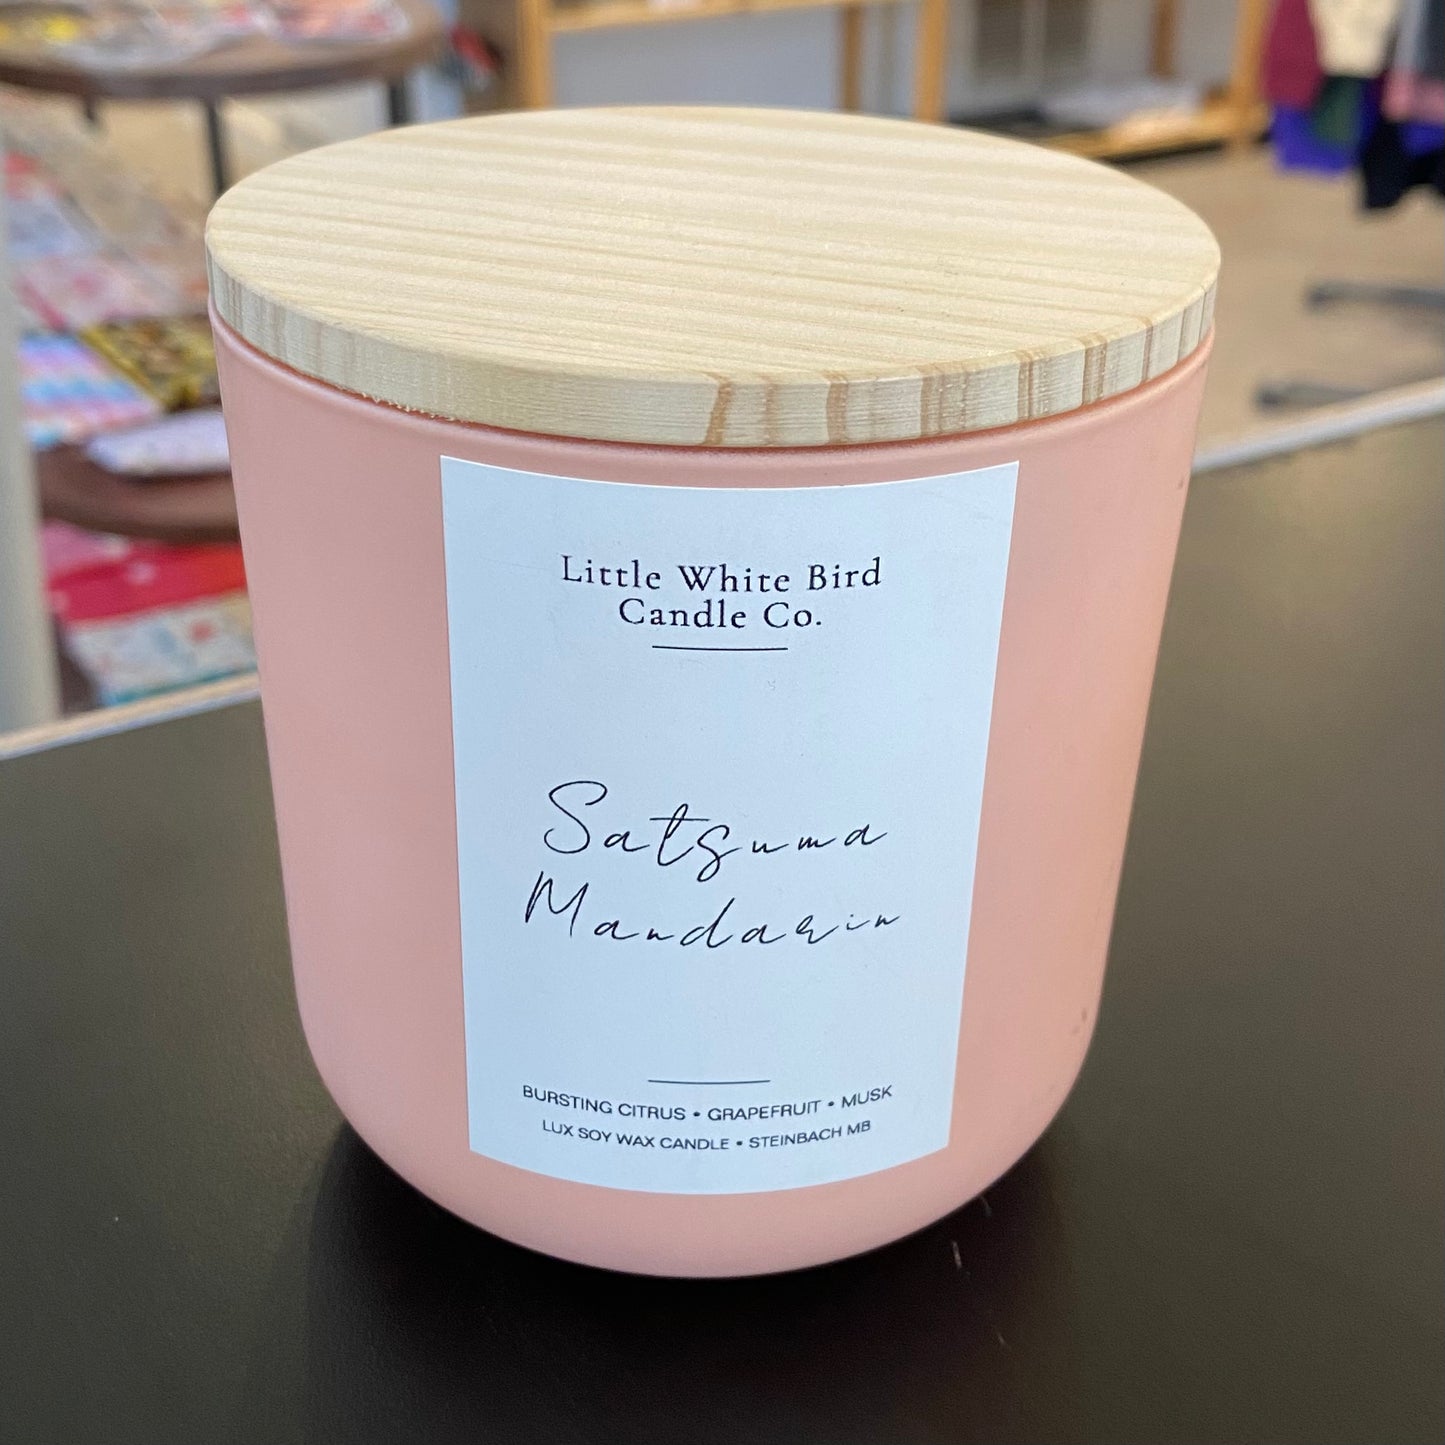 Little White Bird
Candle Co.
Satsuma
Mandarin
BURSTING CITRUS • GRAPEFRUIT • MUSK
LUX SOY WAX CANDLE • STEINBACH MB